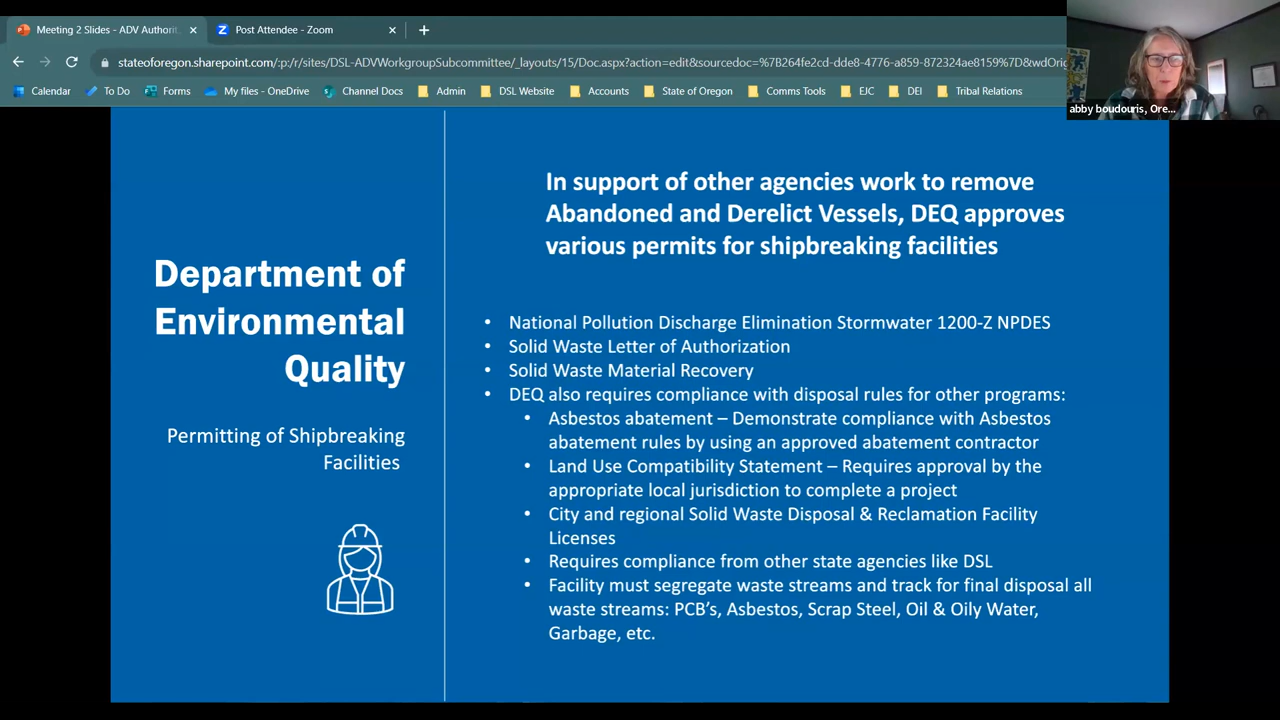 Meeting 2 Slides - ADV Authorit
Post Attendee - Zoom
stateoforegon.sharepoint.com/:p:/r/sites/DSL-ADVWorkgroupSubcommittee/_layouts/15/Doc.aspx?action=edit&sourcedoc=%7B264fe2cd-dde8-4776-a859-872324ae8159%7D&wdOrig
Calendar
To Do
Forms
My files - OneDrive
Channel Docs
Admin
DSL Website
Accounts
State of Oregon
Comms Tools
EJC
DEI
Tribal Relations
abby boudouris, Ore...
Department of
Environmental
Quality
Permitting of Shipbreaking
Facilities
In support of other agencies work to remove
Abandoned and Derelict Vessels, DEQ approves
various permits for shipbreaking facilities
• National Pollution Discharge Elimination Stormwater 1200-Z NPDES
• Solid Waste Letter of Authorization
• Solid Waste Material Recovery
• DEQ also requires compliance with disposal rules for other programs:
• Asbestos abatement – Demonstrate compliance with Asbestos
abatement rules by using an approved abatement contractor
• Land Use Compatibility Statement – Requires approval by the
appropriate local jurisdiction to complete a project
• City and regional Solid Waste Disposal & Reclamation Facility
Licenses
• Requires compliance from other state agencies like DSL
• Facility must segregate waste streams and track for final disposal all
waste streams: PCB's, Asbestos, Scrap Steel, Oil & Oily Water,
Garbage, etc.